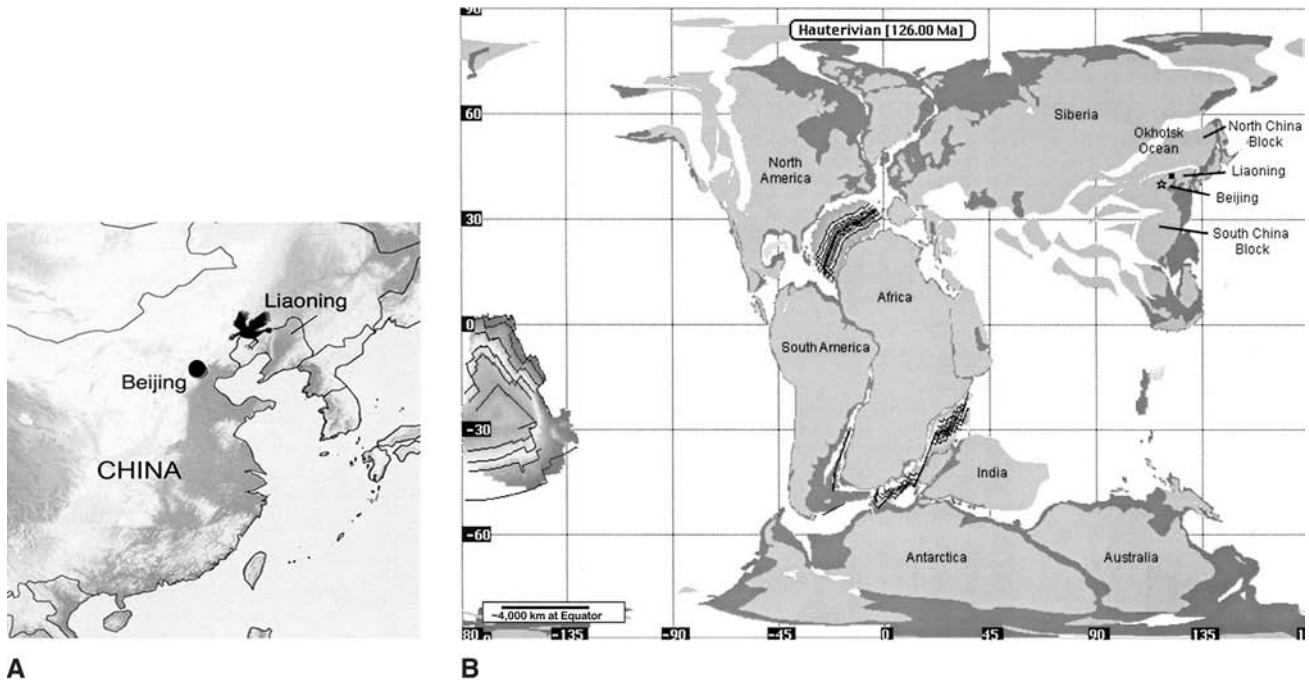 Liaoning
Beijing
CHINA
A
90
Hauterivian [126.00 Ma]
60
Siberia
Okhotsk
Ocean
North China
Block
North
America
Liaoning
Beijing
30
South China
Block
Africa
0
South America
-30
India
-60
Antarctica
Australia
~4,000 km at Equator
80
-135
-45
0
45
90
135
B